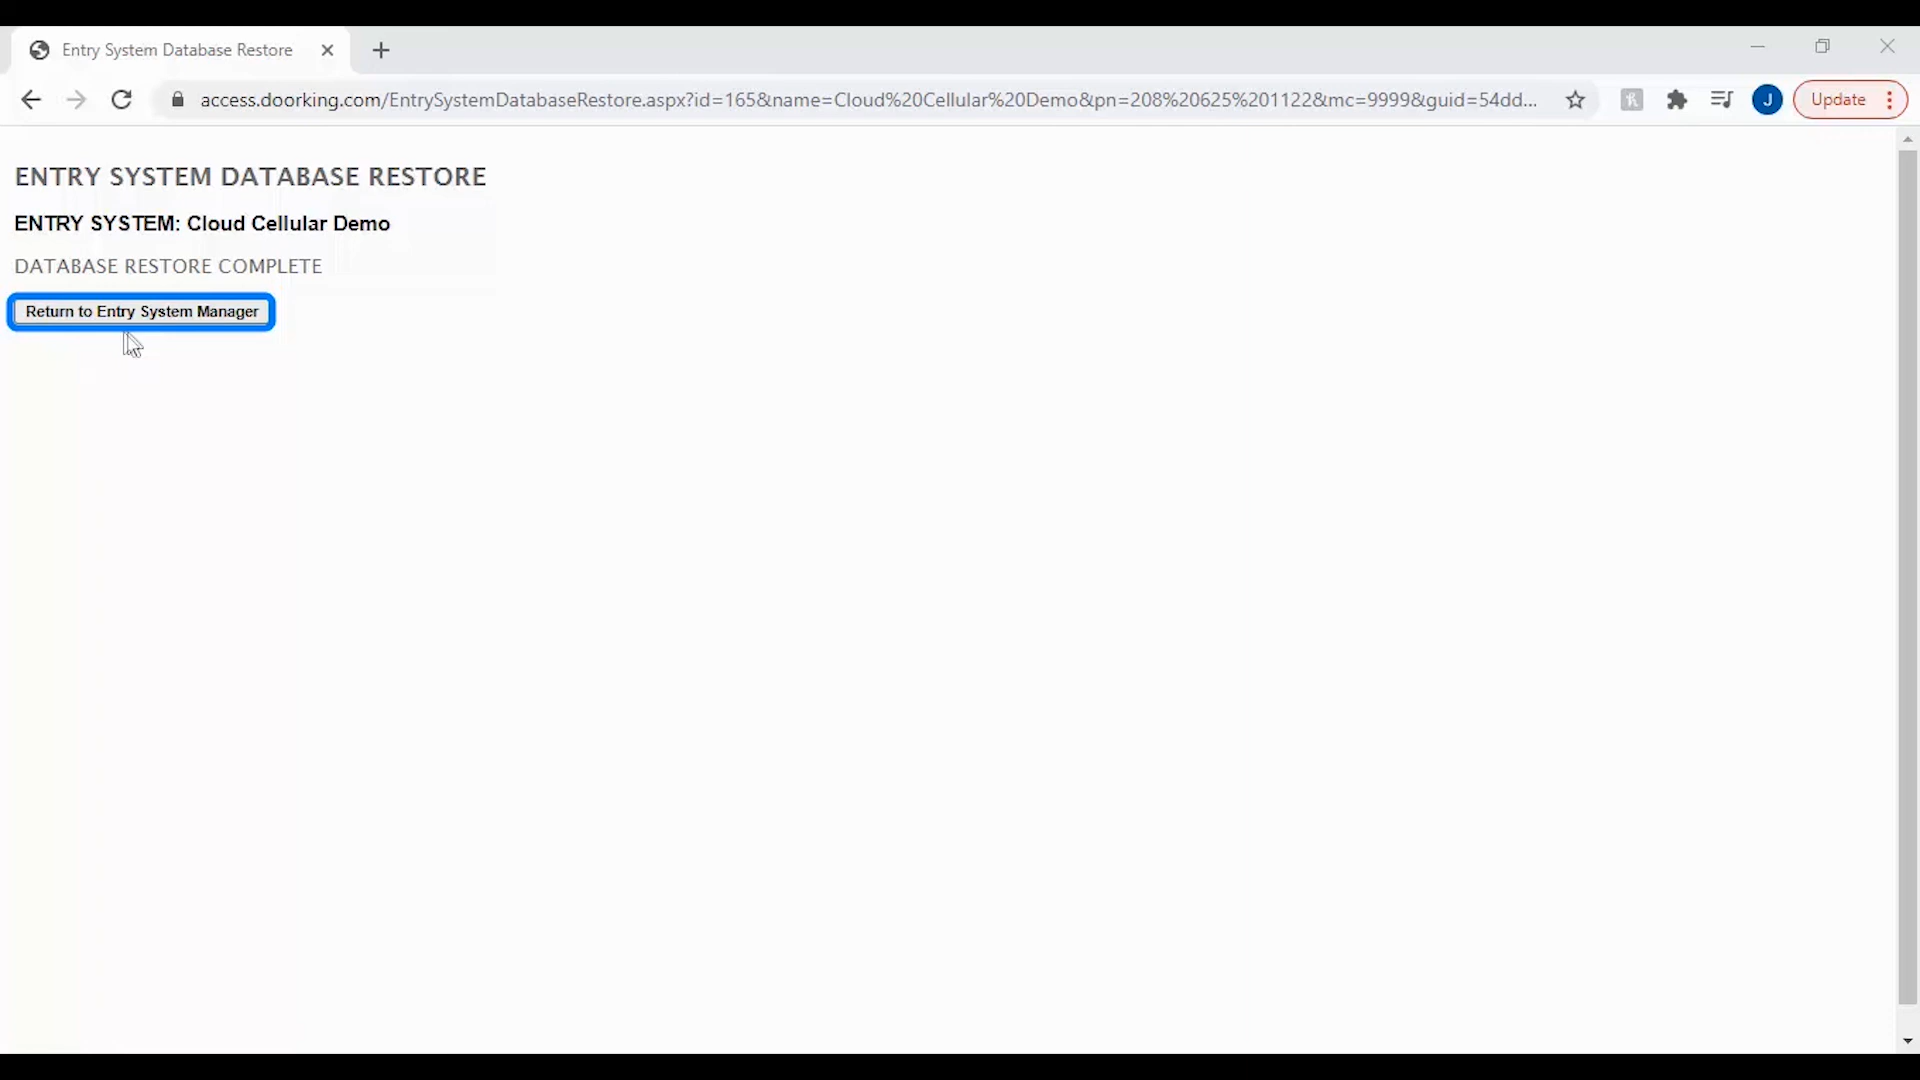 Entry System Database Restore
access.doorking.com/EntrySystemDatabaseRestore.aspx?id=165&name=Cloud%20Cellular%20Demo&pn=208%20625%201122&mc=9999&guid=54dd...
J
Update
ENTRY SYSTEM DATABASE RESTORE
ENTRY SYSTEM: Cloud Cellular Demo
DATABASE RESTORE COMPLETE
Return to Entry System Manager